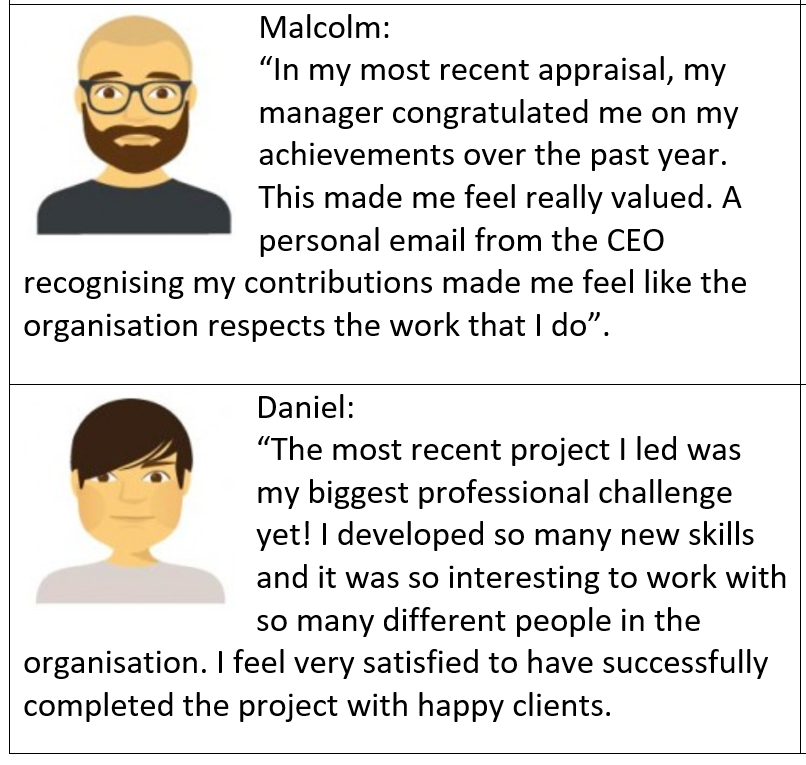 Malcolm:
“In my most recent appraisal, my
manager congratulated me on my
achievements over the past year.
This made me feel really valued. A
personal email from the CEO
recognising my contributions made me feel like the
organisation respects the work that I do”.
Daniel:
“The most recent project I led was
my biggest professional challenge
yet! I developed so many new skills
and it was so interesting to work with
so many different people in the
organisation. I feel very satisfied to have successfully
completed the project with happy clients.